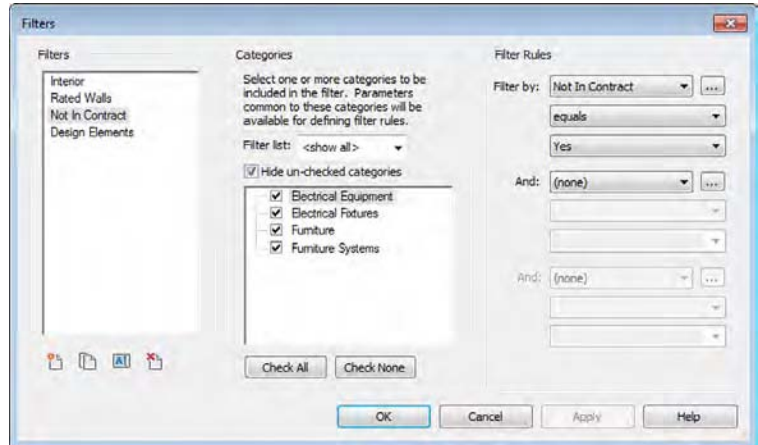 Filters
Filters
Interior
Rated Walls
Not In Contract
Design Elements
Categories
Select one or more categories to be
included in the filter. Parameters
common to these categories will be
available for defining filter rules.
Filter list: <show all>
Hide un-checked categories
Electrical Equipment
Electrical Fixtures
Furniture
Furniture Systems
Check All Check None
Filter Rules
Filter by: Not In Contract ...
equals
Yes
And: (none) ...
And: (none) ...
OK Cancel Apply Help